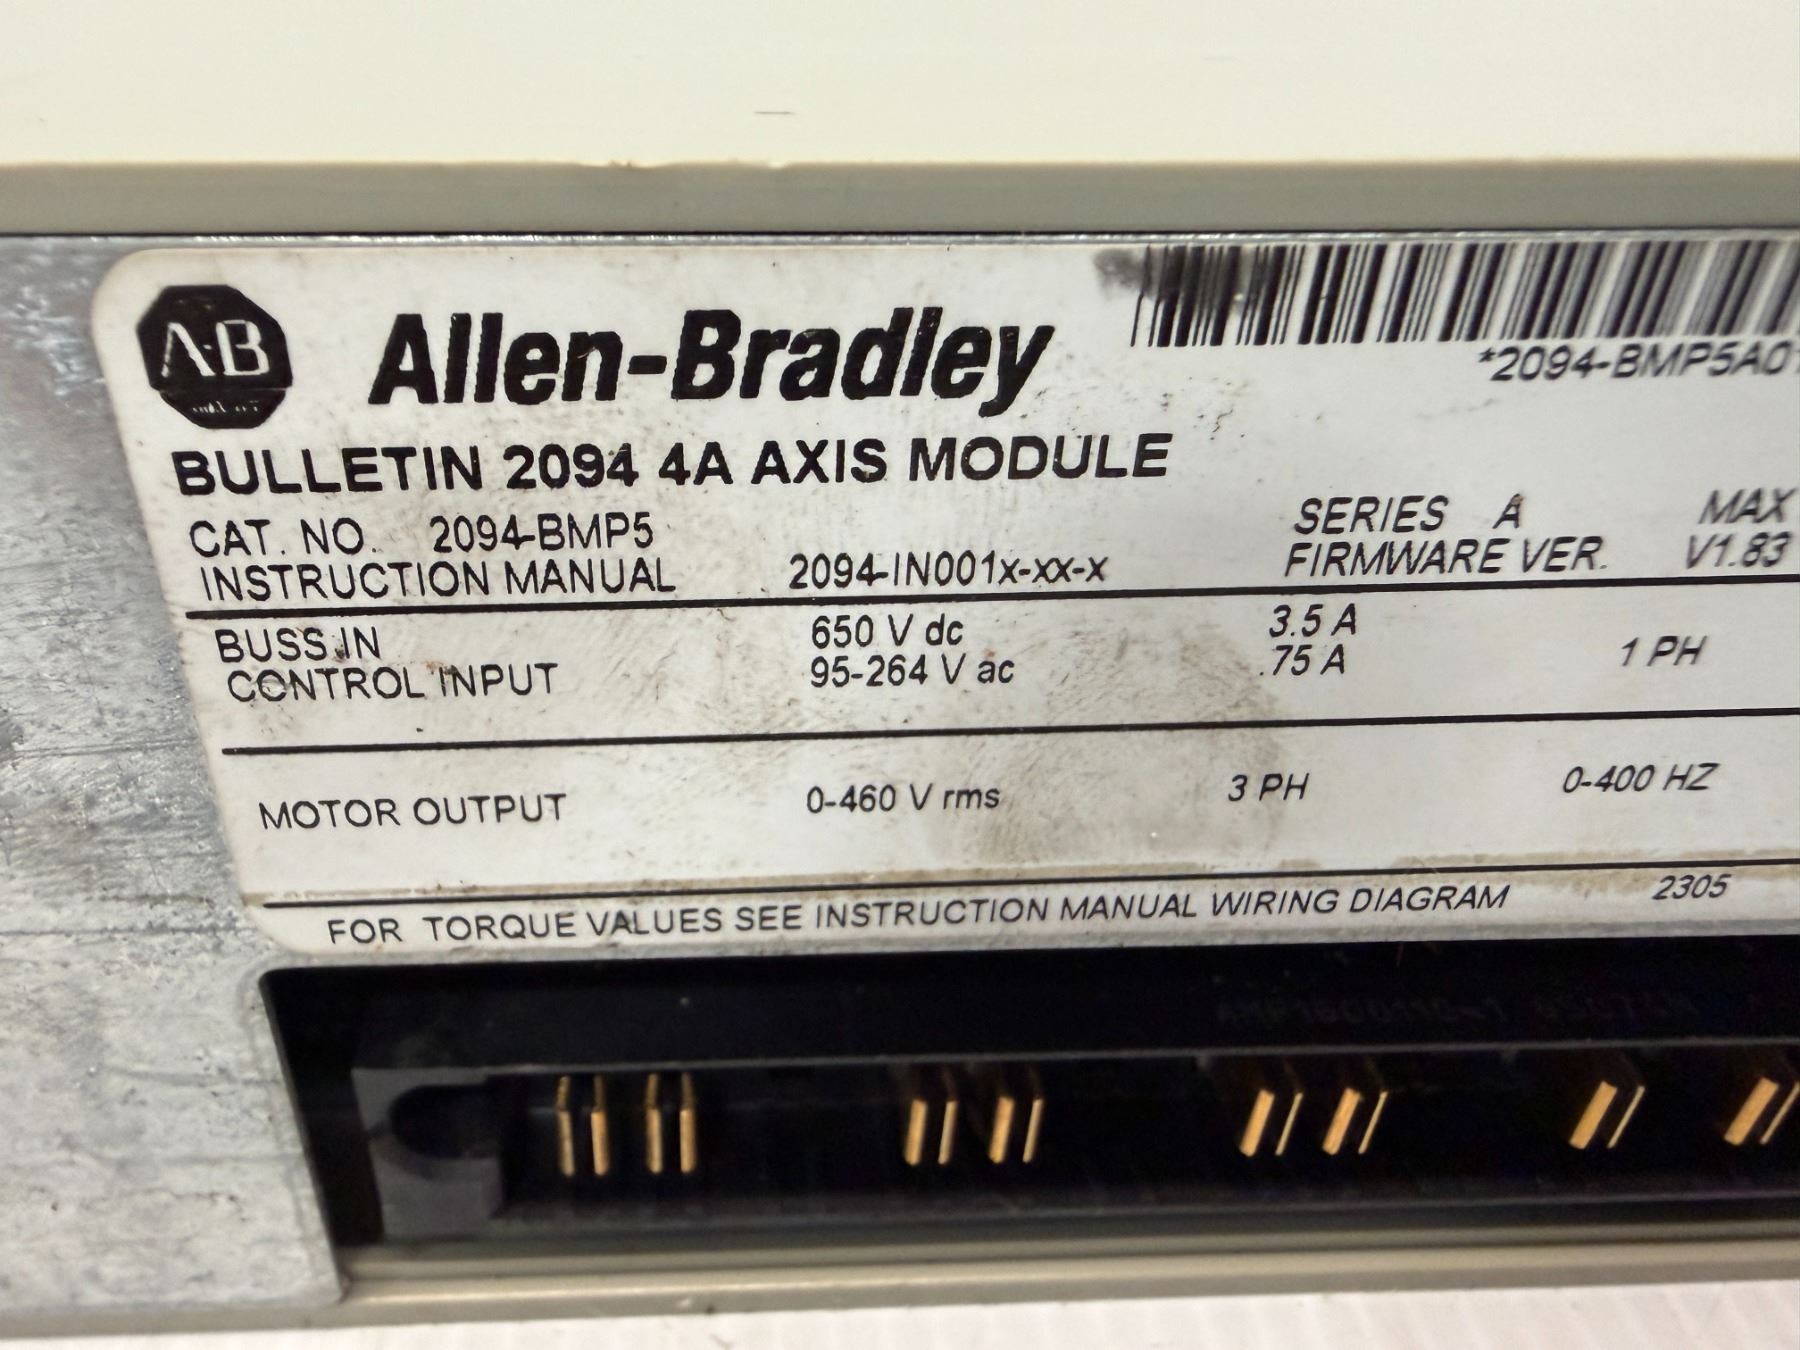 A-B
Allen-Bradley
*2094-BMP5A0
BULLETIN 2094 4A AXIS MODULE
CAT. NO. 2094-BMP5 SERIES A MAX
INSTRUCTION MANUAL 2094-IN001x-xx-x FIRMWARE VER. V1.83
BUSS IN 650 V dc 3.5 A
CONTROL INPUT 95-264 V ac .75 A 1 PH
MOTOR OUTPUT 0-460 V rms 3 PH 0-400 HZ
FOR TORQUE VALUES SEE INSTRUCTION MANUAL WIRING DIAGRAM 2305